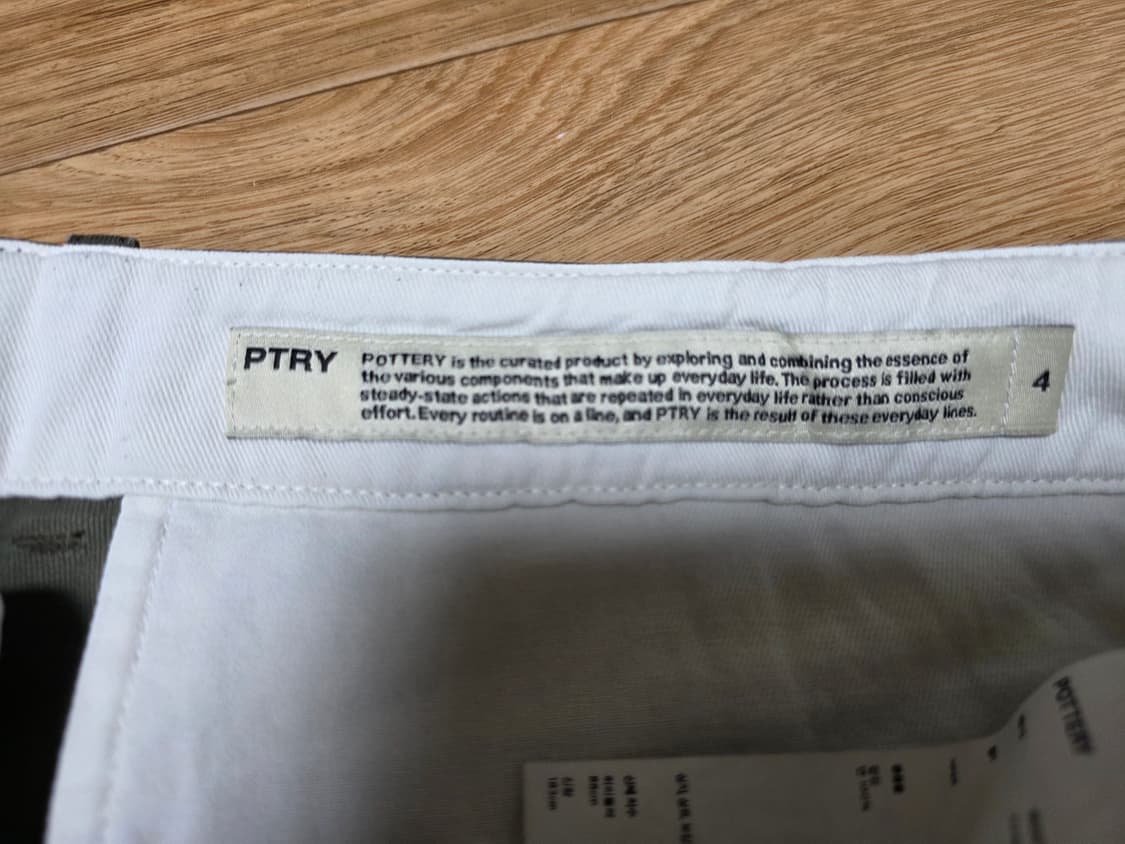 PTRY
POTTERY is the curated product by exploring and combining the essence of
the various components that make up everyday life. The process is filled with
steady-state actions that are repeated in everyday life rather than conscious
effort. Every routine is on a line, and PTRY is the result of these everyday lines.
4
POTTERY